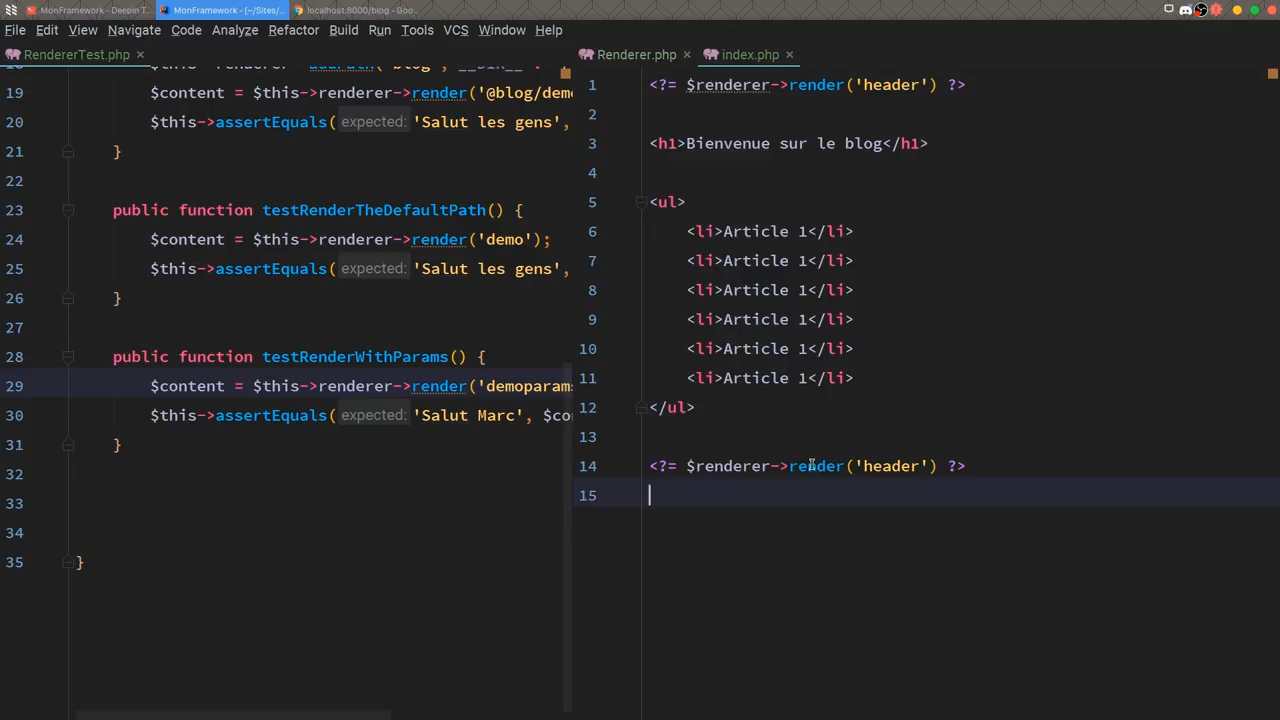 MonFramework - Deepin T...
MonFramework - [~/Sites/...
localhost:8000/blog - Goo...
File Edit View Navigate Code Analyze Refactor Build Run Tools VCS Window Help
RendererTest.php
Renderer.php index.php
19 $content = $this->renderer->render('@blog/demo
20 $this->assertEquals( expected: 'Salut les gens',
21 }
22
23 public function testRenderTheDefaultPath() {
24 $content = $this->renderer->render('demo');
25 $this->assertEquals( expected: 'Salut les gens',
26 }
27
28 public function testRenderWithParams() {
29 $content = $this->renderer->render('demoparams
30 $this->assertEquals( expected: 'Salut Marc', $co
31 }
32
33
34
35 }
1 <?= $renderer->render('header') ?>
2
3 <h1>Bienvenue sur le blog</h1>
4
5 <ul>
6 <li>Article 1</li>
7 <li>Article 1</li>
8 <li>Article 1</li>
9 <li>Article 1</li>
10 <li>Article 1</li>
11 <li>Article 1</li>
12 </ul>
13
14 <?= $renderer->render('header') ?>
15